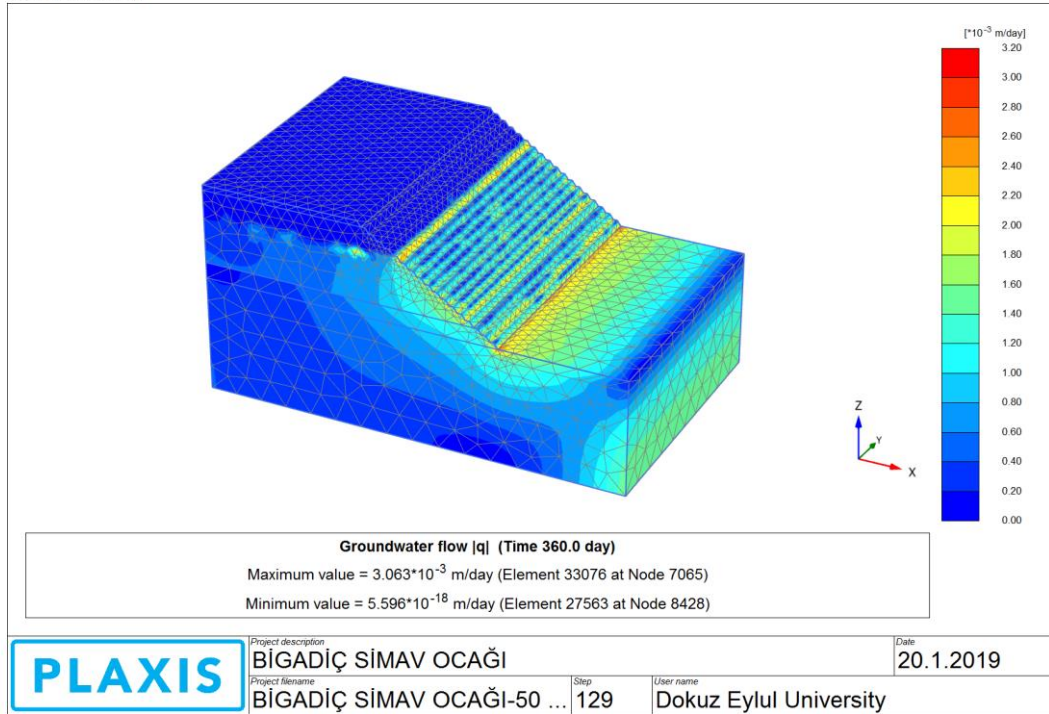 [*10-3 m/day]
3.20
3.00
2.80
2.60
2.40
2.20
2.00
1.80
1.60
1.40
1.20
1.00
0.80
0.60
0.40
0.20
0.00
Z
Y
X
Groundwater flow |q| (Time 360.0 day)
Maximum value = 3.063*10-3 m/day (Element 33076 at Node 7065)
Minimum value = 5.596*10-18 m/day (Element 27563 at Node 8428)
PLAXIS
Project description
BİGADİÇ SİMAV OCAĞI
Date
20.1.2019
Project filename
BİGADİÇ SİMAV OCAĞI-50 ...
Step
129
User name
Dokuz Eylul University